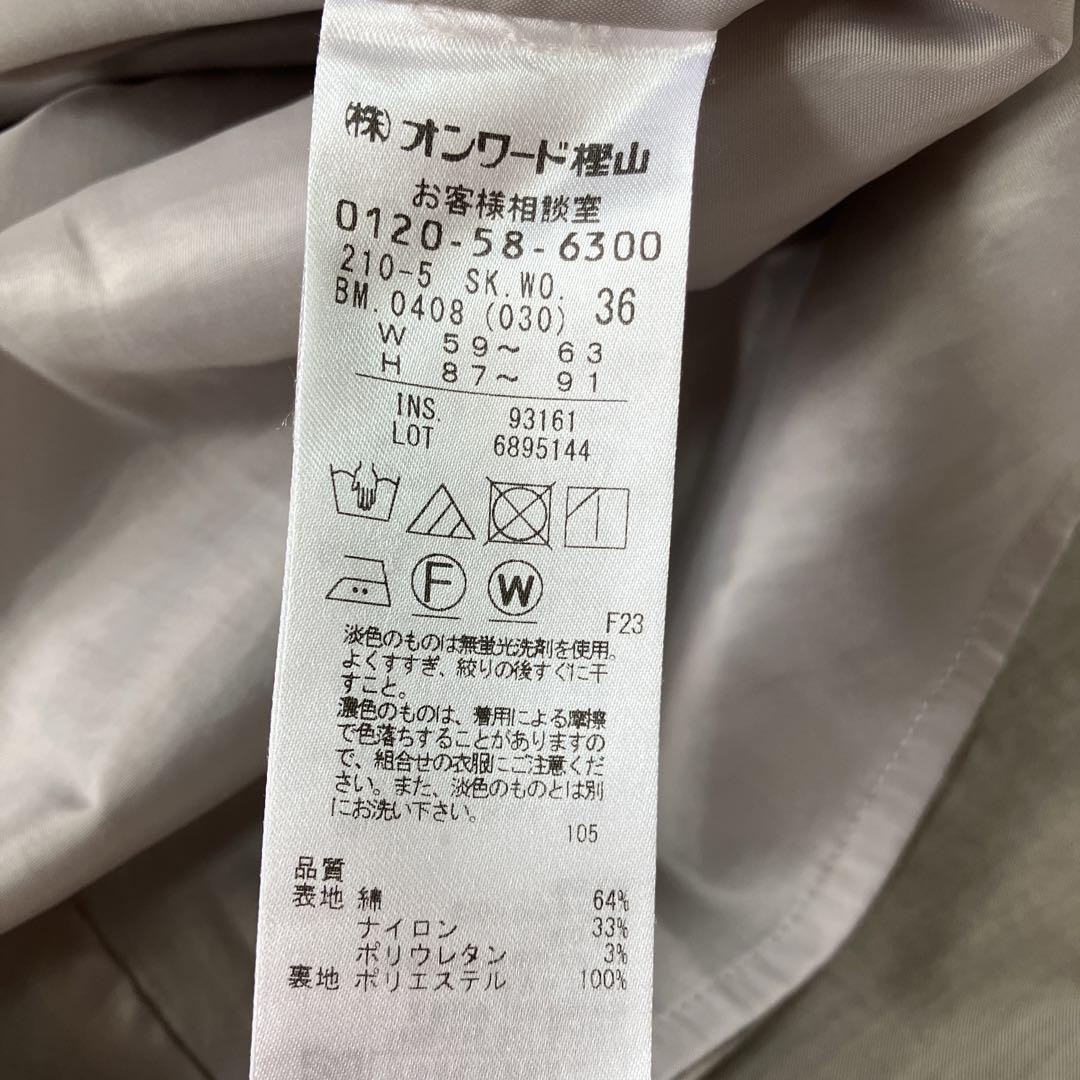 (株)オンワード樫山
お客様相談室
0120-58-6300
210-5 SK.WO. 36
BM.0408 (030)
W 59～ 63
H 87～ 91
INS. 93161
LOT 6895144
F
W
F23
淡色のものは無蛍光洗剤を使用。
よくすすぎ、絞りの後すぐに干
すこと。
濃色のものは、着用による摩擦
で色落ちすることがありますの
で、組合せの衣服にご注意くだ
さい。また、淡色のものとは別
にお洗い下さい。
105
品質
表地 綿 64%
ナイロン 33%
ポリウレタン 3%
裏地 ポリエステル 100%